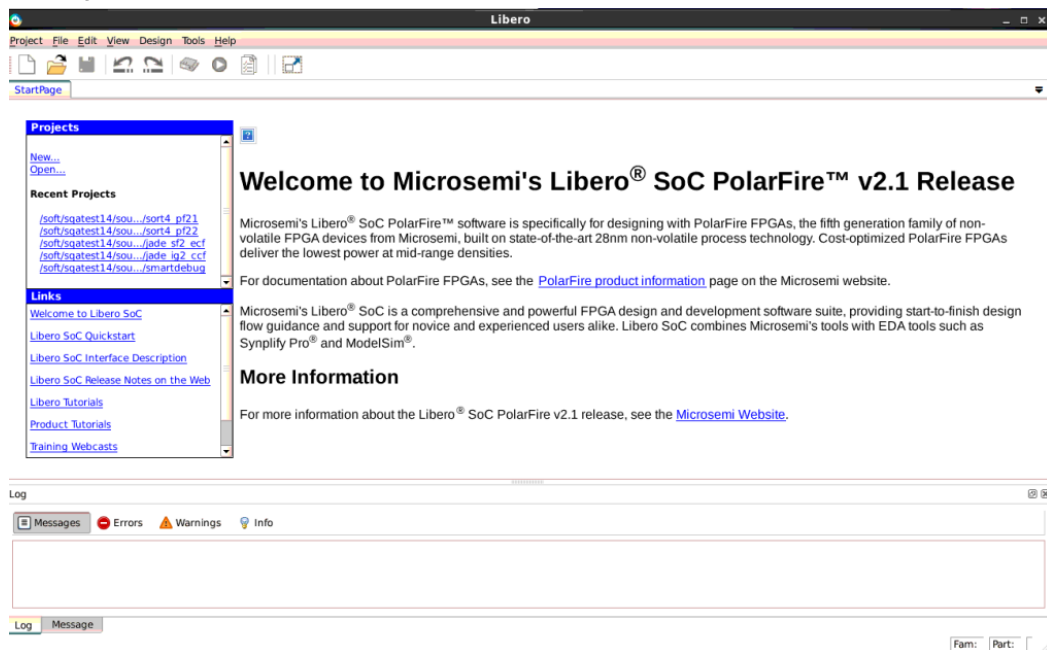 Libero
Project File Edit View Design Tools Help
StartPage
Projects
New...
Open...
Recent Projects
/soft/sqatest14/sou.../sort4_pf21
/soft/sqatest14/sou.../sort4_pf22
/soft/sqatest14/sou.../jade_sf2_ecf
/soft/sqatest14/sou.../jade_ig2_ccf
/soft/sqatest14/sou.../smartdebug
Links
Welcome to Libero SoC
Libero SoC Quickstart
Libero SoC Interface Description
Libero SoC Release Notes on the Web
Libero Tutorials
Product Tutorials
Training Webcasts
Welcome to Microsemi's Libero® SoC PolarFire™ v2.1 Release
Microsemi's Libero® SoC PolarFire™ software is specifically for designing with PolarFire FPGAs, the fifth generation family of non-
volatile FPGA devices from Microsemi, built on state-of-the-art 28nm non-volatile process technology. Cost-optimized PolarFire FPGAs
deliver the lowest power at mid-range densities.
For documentation about PolarFire FPGAs, see the PolarFire product information page on the Microsemi website.
Microsemi's Libero® SoC is a comprehensive and powerful FPGA design and development software suite, providing start-to-finish design
flow guidance and support for novice and experienced users alike. Libero SoC combines Microsemi's tools with EDA tools such as
Synplify Pro® and ModelSim®.
More Information
For more information about the Libero® SoC PolarFire v2.1 release, see the Microsemi Website.
Log
Messages Errors Warnings Info
Log Message
Fam: Part: